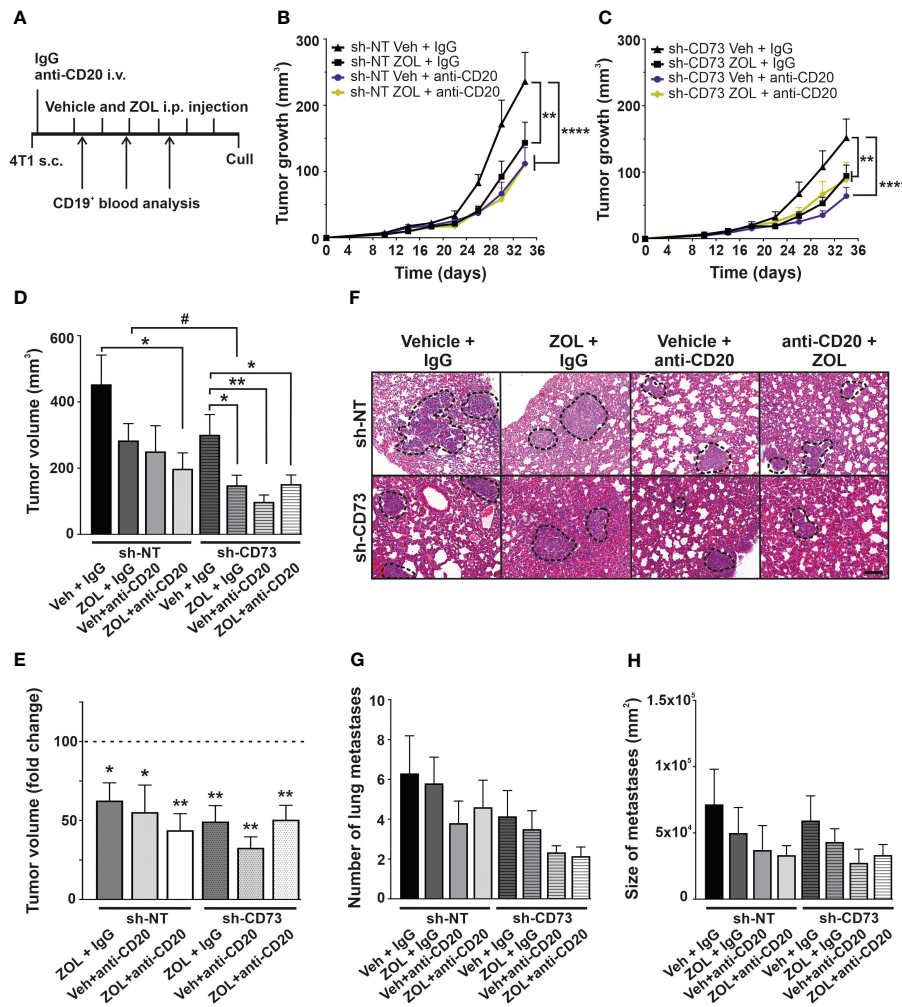 A
IgG
anti-CD20 i.v.
Vehicle and ZOL i.p. injection
4T1 s.c.
Cull
CD19+ blood analysis
B
sh-NT Veh + IgG
sh-NT ZOL + IgG
sh-NT Veh + anti-CD20
sh-NT ZOL + anti-CD20
Tumor growth (mm³)
300
200
100
0
**
****
0 4 8 12 16 20 24 28 32 36
Time (days)
C
sh-CD73 Veh + IgG
sh-CD73 ZOL + IgG
sh-CD73 Veh + anti-CD20
sh-CD73 ZOL + anti-CD20
Tumor growth (mm³)
300
200
100
0
**
****
0 4 8 12 18 20 24 28 32 36
Time (days)
D
Tumor volume (mm³)
600
400
200
0
#
*
*
**
*
sh-NT
sh-CD73
Veh + IgG
ZOL + IgG
Veh+anti-CD20
ZOL+anti-CD20
Veh + IgG
ZOL + IgG
Veh+anti-CD20
ZOL+anti-CD20
F
Vehicle + IgG
ZOL + IgG
Vehicle + anti-CD20
anti-CD20 + ZOL
sh-NT
sh-CD73
E
Tumor volume (fold change)
100
50
0
*
*
**
**
**
**
sh-NT
sh-CD73
ZOL + IgG
Veh+anti-CD20
ZOL+anti-CD20
ZOL + IgG
Veh+anti-CD20
ZOL+anti-CD20
G
Number of lung metastases
10
8
6
4
2
0
sh-NT
sh-CD73
Veh + IgG
ZOL + IgG
Veh+anti-CD20
ZOL+anti-CD20
Veh + IgG
ZOL + IgG
Veh+anti-CD20
ZOL+anti-CD20
H
Size of metastases (mm²)
1.5x10⁵
1x10⁵
5x10⁴
0
sh-NT
sh-CD73
Veh + IgG
ZOL + IgG
Veh+anti-CD20
ZOL+anti-CD20
Veh + IgG
ZOL + IgG
Veh+anti-CD20
ZOL+anti-CD20